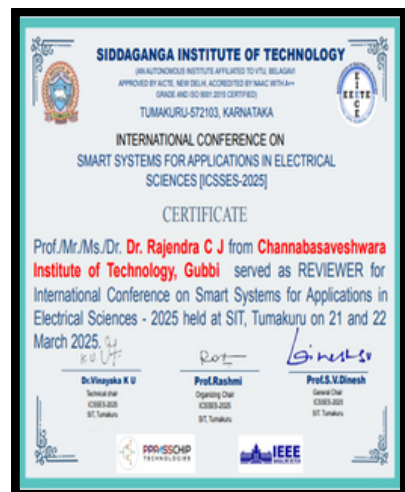 SIDDAGANGA INSTITUTE OF TECHNOLOGY
(AN AUTONOMOUS INSTITUTE AFFILIATED TO VTU, BELAGAVI
APPROVED BY AICTE, NEW DELHI, ACCREDITED BY NAAC WITH A++
GRADE AND ISO 9001:2015 CERTIFIED)
TUMAKURU-572103, KARNATAKA
INTERNATIONAL CONFERENCE ON
SMART SYSTEMS FOR APPLICATIONS IN ELECTRICAL
SCIENCES [ICSSES-2025]
CERTIFICATE
Prof./Mr./Ms./Dr. Dr. Rajendra C J from Channabasaveshwara
Institute of Technology, Gubbi served as REVIEWER for
International Conference on Smart Systems for Applications in
Electrical Sciences - 2025 held at SIT, Tumakuru on 21 and 22
March 2025.
Dineshsv
Dr.Vinayaka K U
Technical chair
ICSSES-2025
SIT, Tumakuru
Prof.Rashmi
Organizing Chair
ICSSES-2025
SIT, Tumakuru
Prof.S.V.Dinesh
General Chair
ICSSES-2025
SIT, Tumakuru
TECHNOLOGIES
IEEE